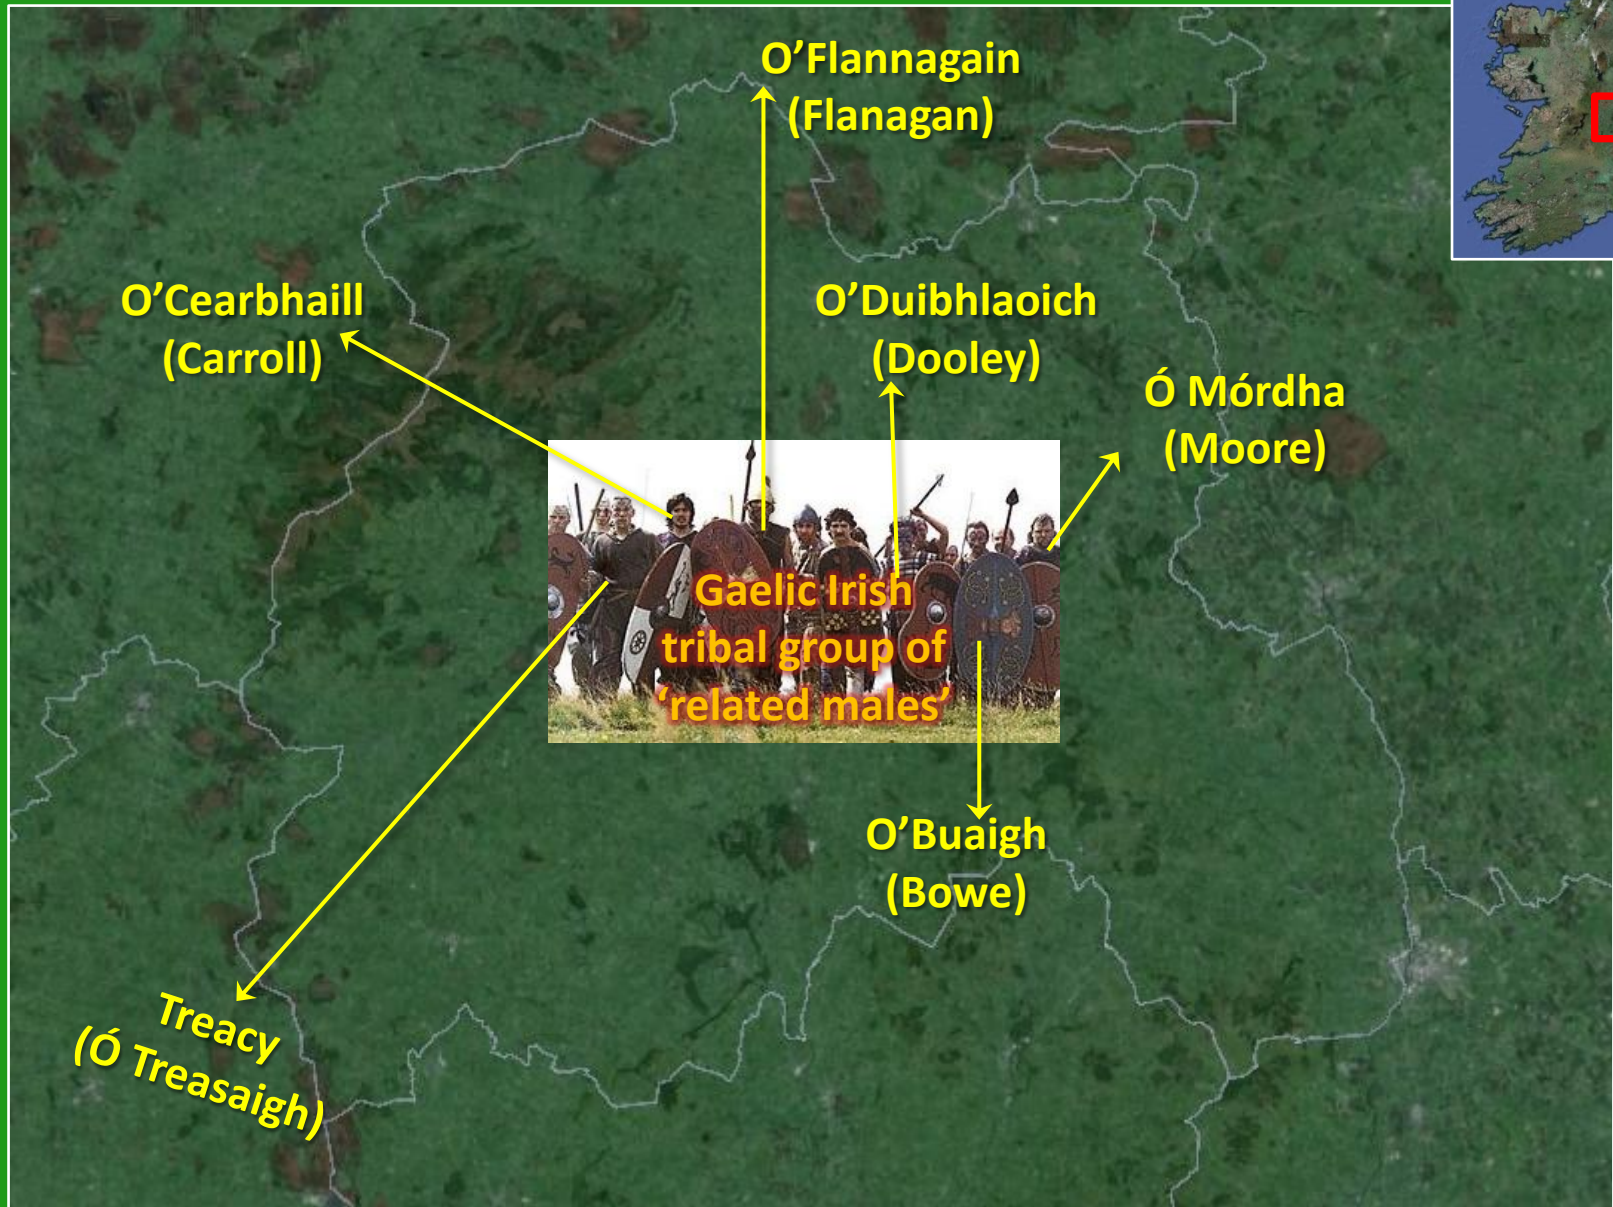 O'Flannagain
(Flanagan)
O'Cearbhaill
(Carroll)
O'Duibhlaoich
(Dooley)
Ó Mórdha
(Moore)
Gaelic Irish
tribal group of
‘related males’
O'Buaigh
(Bowe)
Treacy
(Ó Treasaigh)